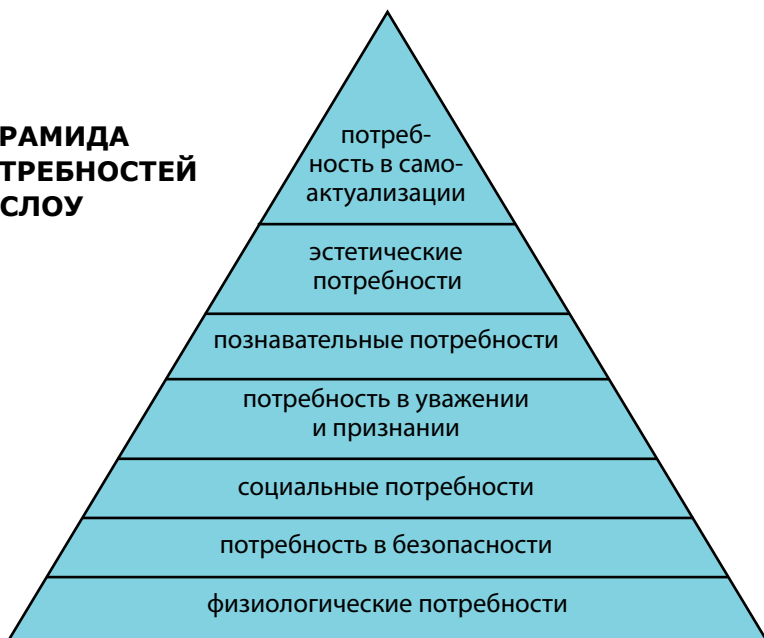 РАМИДА
ТРЕБНОСТЕЙ
СЛОУ
потреб-
ность в само-
актуализации
эстетические
потребности
познавательные потребности
потребность в уважении
и признании
социальные потребности
потребность в безопасности
физиологические потребности